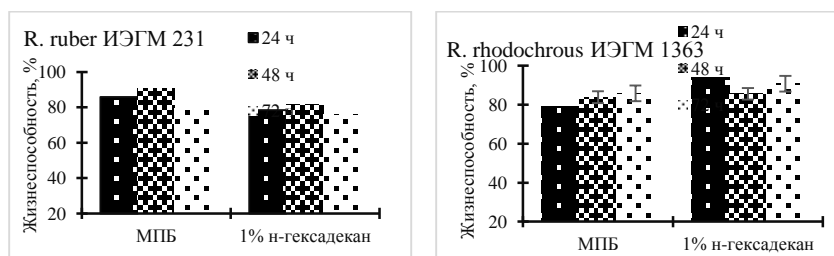 R. ruber ИЭГМ 231
24 ч
48 ч
Жизнеспособность, %
100
80
60
40
20
МПБ
1% н-гексадекан
R. rhodochrous ИЭГМ 1363
24 ч
48 ч
Жизнеспособность, %
100
80
60
40
20
МПБ
1% н-гексадекан